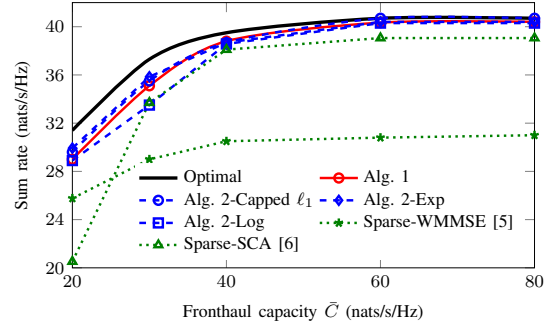 40
36
32
28
24
20
Sum rate (nats/s/Hz)
Optimal
Alg. 1
Alg. 2-Capped ℓ₁
Alg. 2-Exp
Alg. 2-Log
Sparse-WMMSE [5]
Sparse-SCA [6]
20 30 40 60 80
Fronthaul capacity C̄ (nats/s/Hz)